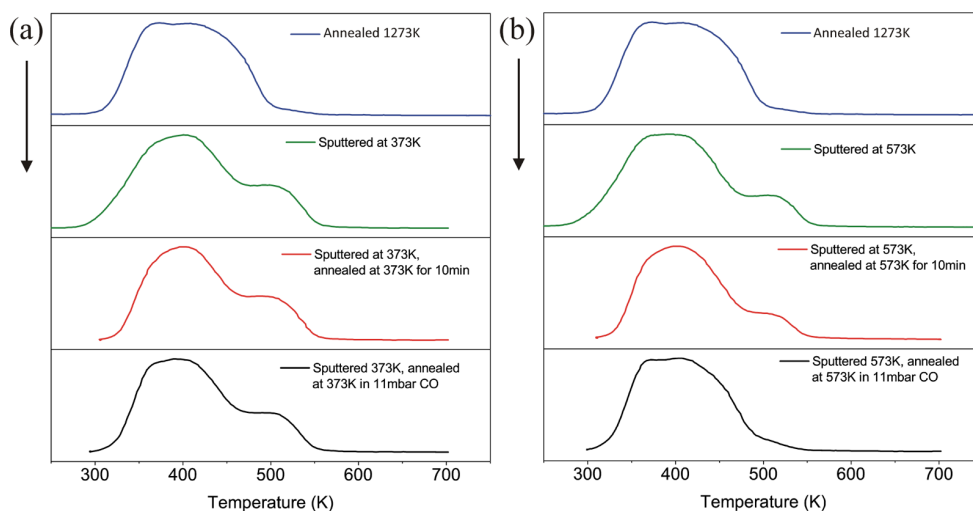 (a)
Annealed 1273K
Sputtered at 373K
Sputtered at 373K,
annealed at 373K for 10min
Sputtered 373K, annealed
at 373K in 11mbar CO
300 400 500 600 700
Temperature (K)
(b)
Annealed 1273K
Sputtered at 573K
Sputtered at 573K,
annealed at 573K for 10min
Sputtered 573K, annealed
at 573K in 11mbar CO
300 400 500 600 700
Temperature (K)